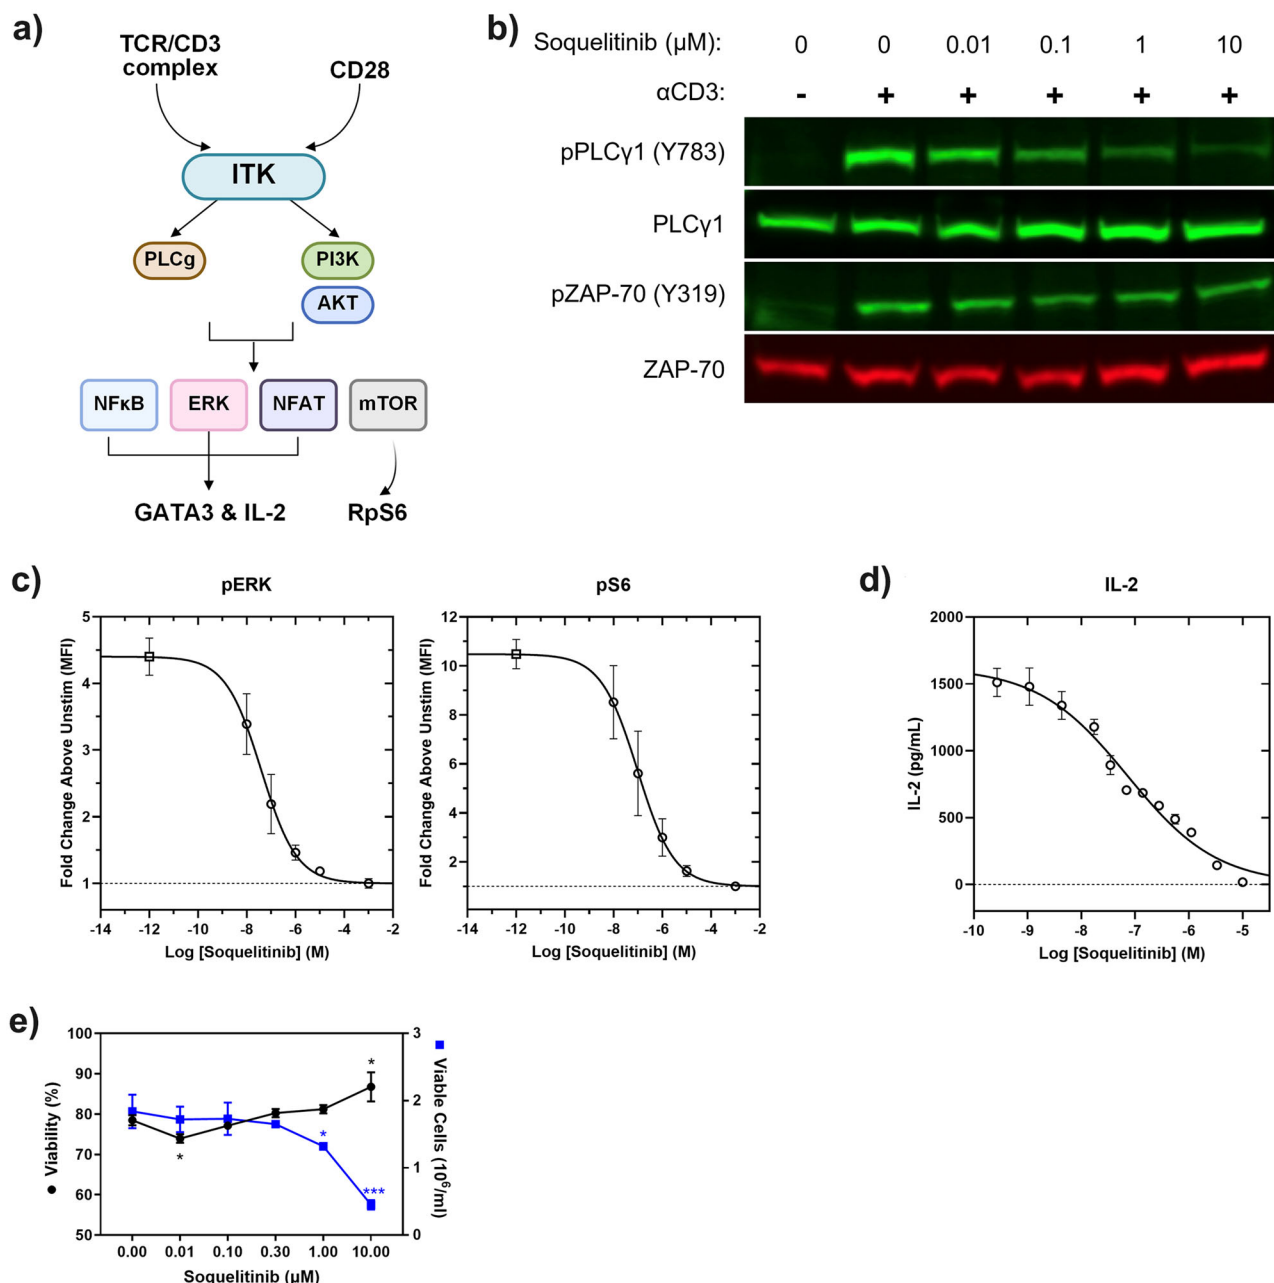 a)
TCR/CD3
complex
CD28
ITK
PLCg
PI3K
AKT
NFκB
ERK
NFAT
mTOR
GATA3 & IL-2
RpS6
b)
Soquelitinib (μM): 0 0 0.01 0.1 1 10
αCD3: - + + + + +
pPLCγ1 (Y783)
PLCγ1
pZAP-70 (Y319)
ZAP-70
c)
pERK
Fold Change Above Unstim (MFI)
5
4
3
2
1
-14 -12 -10 -8 -6 -4 -2
Log [Soquelitinib] (M)
pS6
Fold Change Above Unstim (MFI)
12
10
8
6
4
2
-14 -12 -10 -8 -6 -4 -2
Log [Soquelitinib] (M)
d)
IL-2
IL-2 (pg/mL)
2000
1500
1000
500
0
-10 -9 -8 -7 -6 -5
Log [Soquelitinib] (M)
e)
Viability (%)
100
90
80
70
60
50
*
*
*
***
3
2
1
0
Viable Cells (10⁶/ml)
0.00 0.01 0.10 0.30 1.00 10.00
Soquelitinib (μM)